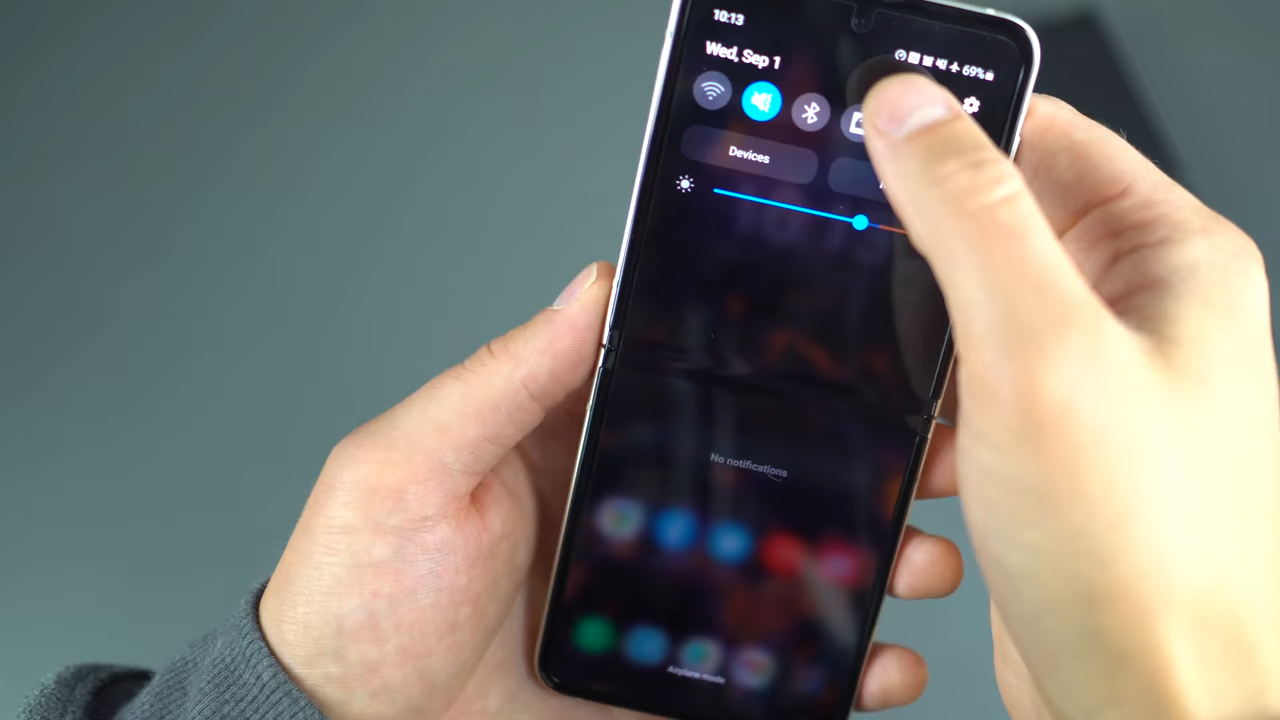 10:13
69%
Wed, Sep 1
Devices
No notifications
Airplane mode